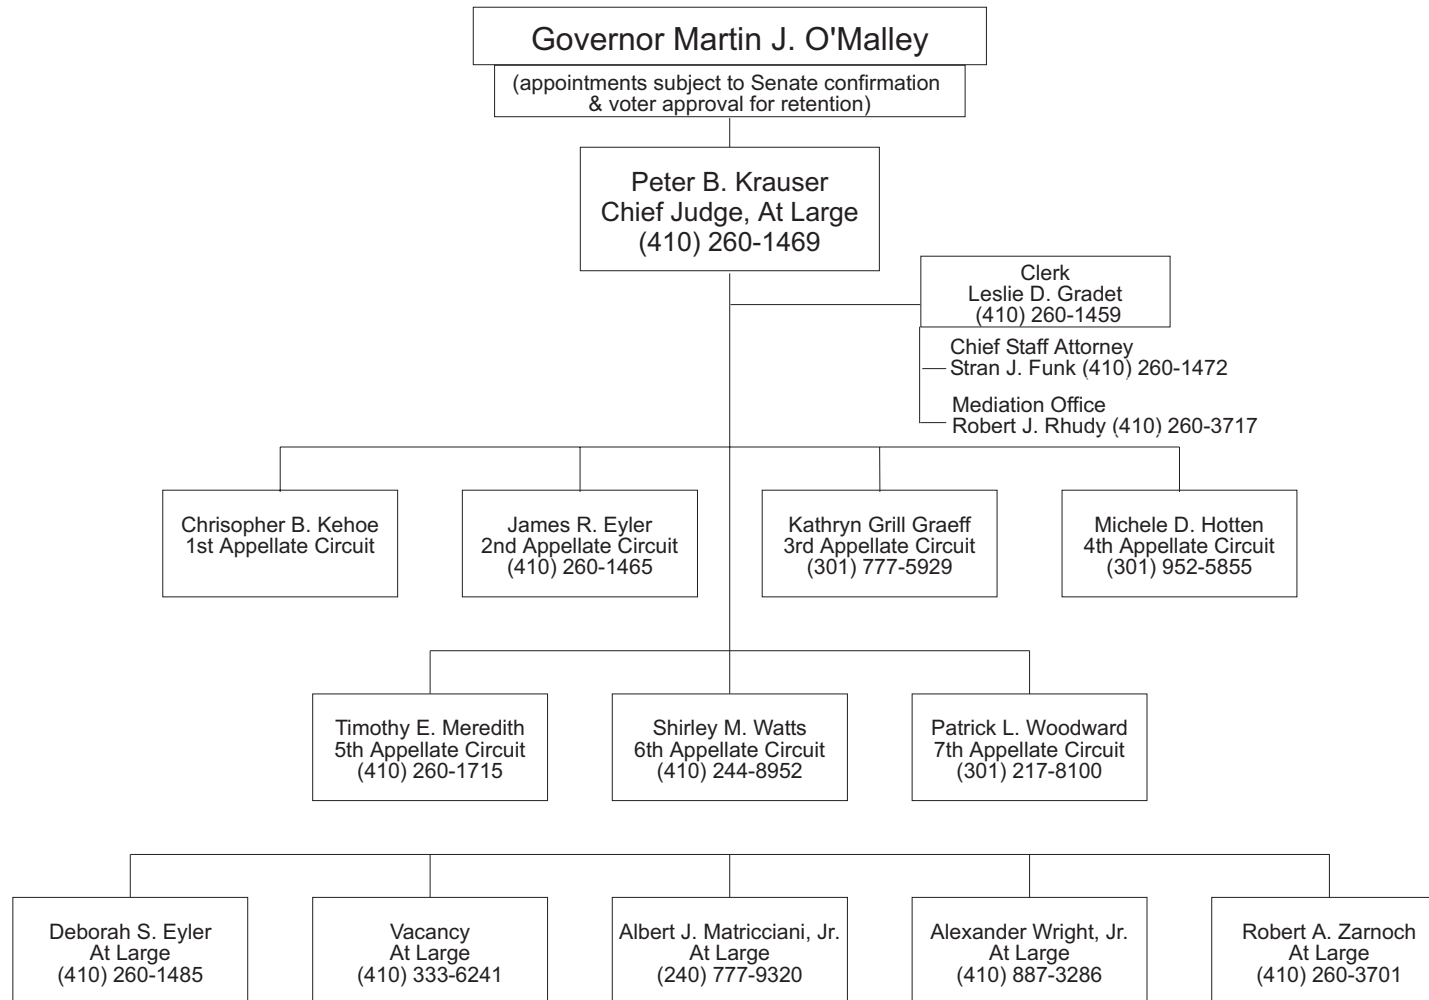 Governor Martin J. O'Malley
(appointments subject to Senate confirmation
& voter approval for retention)
Peter B. Krauser
Chief Judge, At Large
(410) 260-1469
Clerk
Leslie D. Gradet
(410) 260-1459
Chief Staff Attorney
Stran J. Funk (410) 260-1472
Mediation Office
Robert J. Rhudy (410) 260-3717
Chrisopher B. Kehoe
1st Appellate Circuit
James R. Eyler
2nd Appellate Circuit
(410) 260-1465
Kathryn Grill Graeff
3rd Appellate Circuit
(301) 777-5929
Michele D. Hotten
4th Appellate Circuit
(301) 952-5855
Timothy E. Meredith
5th Appellate Circuit
(410) 260-1715
Shirley M. Watts
6th Appellate Circuit
(410) 244-8952
Patrick L. Woodward
7th Appellate Circuit
(301) 217-8100
Deborah S. Eyler
At Large
(410) 260-1485
Vacancy
At Large
(410) 333-6241
Albert J. Matricciani, Jr.
At Large
(240) 777-9320
Alexander Wright, Jr.
At Large
(410) 887-3286
Robert A. Zarnoch
At Large
(410) 260-3701